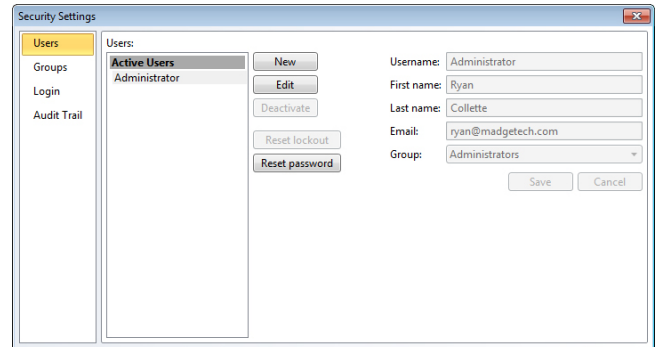 Security Settings
Users
Groups
Login
Audit Trail
Users:
Active Users
Administrator
New
Edit
Deactivate
Reset lockout
Reset password
Username: Administrator
First name: Ryan
Last name: Collette
Email: ryan@madgetech.com
Group: Administrators
Save Cancel